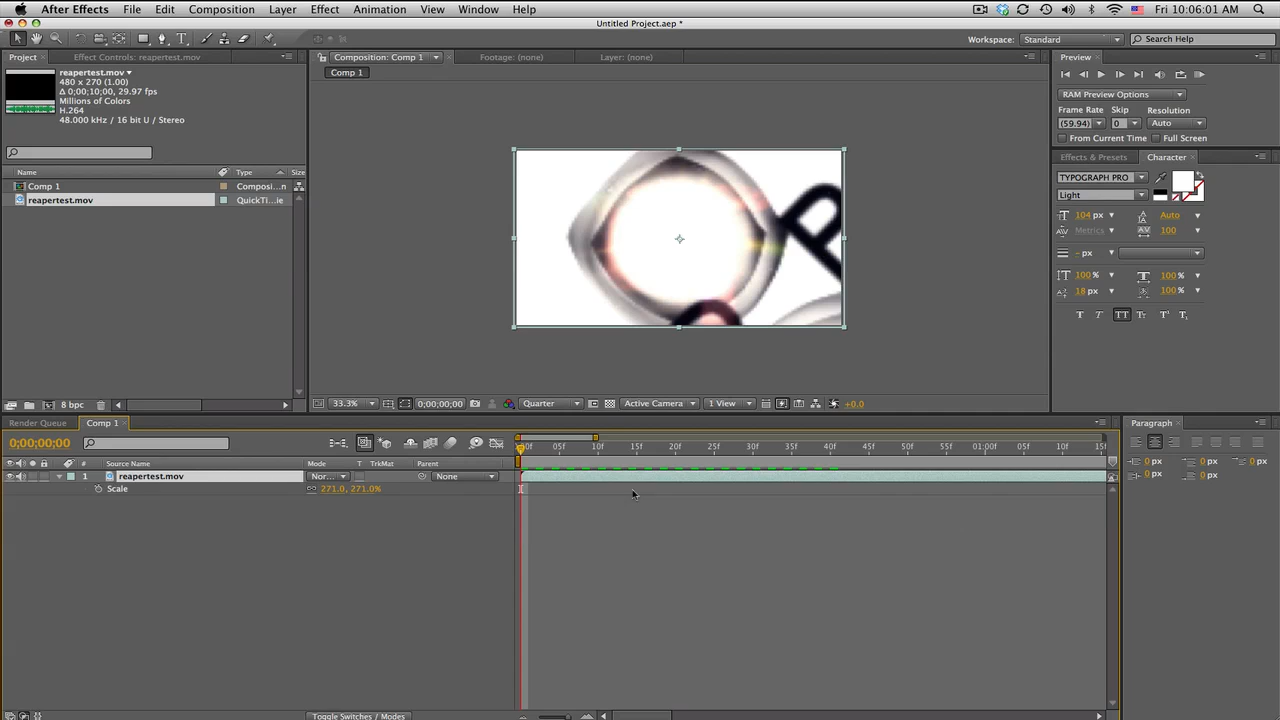 After Effects File Edit Composition Layer Effect Animation View Window Help Fri 10:06:01 AM
Untitled Project.aep *
Workspace: Standard Search Help
Project Effect Controls: reapertest.mov Composition: Comp 1 Footage: (none) Layer: (none) Preview
reapertest.mov
480 x 270 (1.00)
Δ 0;00;10;00, 29.97 fps
Millions of Colors
H.264
48.000 kHz / 16 bit U / Stereo
Comp 1
RAM Preview Options
Frame Rate Skip Resolution
(59.94) 0 Auto
From Current Time Full Screen
Effects & Presets Character
Name Type Size
Comp 1 Composi...n
reapertest.mov QuickTi...ie
TYPOGRAPH PRO
Light
104 px Auto
Metrics 100
- px
100 % 100 %
18 px 100 %
T T TT Tr T¹ T₁
8 bpc
33.3% 0;00;00;00 Quarter Active Camera 1 View +0.0
Render Queue Comp 1 Paragraph
0;00;00;00
00f 05f 10f 15f 20f 25f 30f 35f 40f 45f 50f 55f 01:00f 05f 10f 15f
# Source Name Mode T TrkMat Parent
1 reapertest.mov Nor... None
Scale 271.0, 271.0%
0 px 0 px 0 px
0 px 0 px
Toggle Switches / Modes